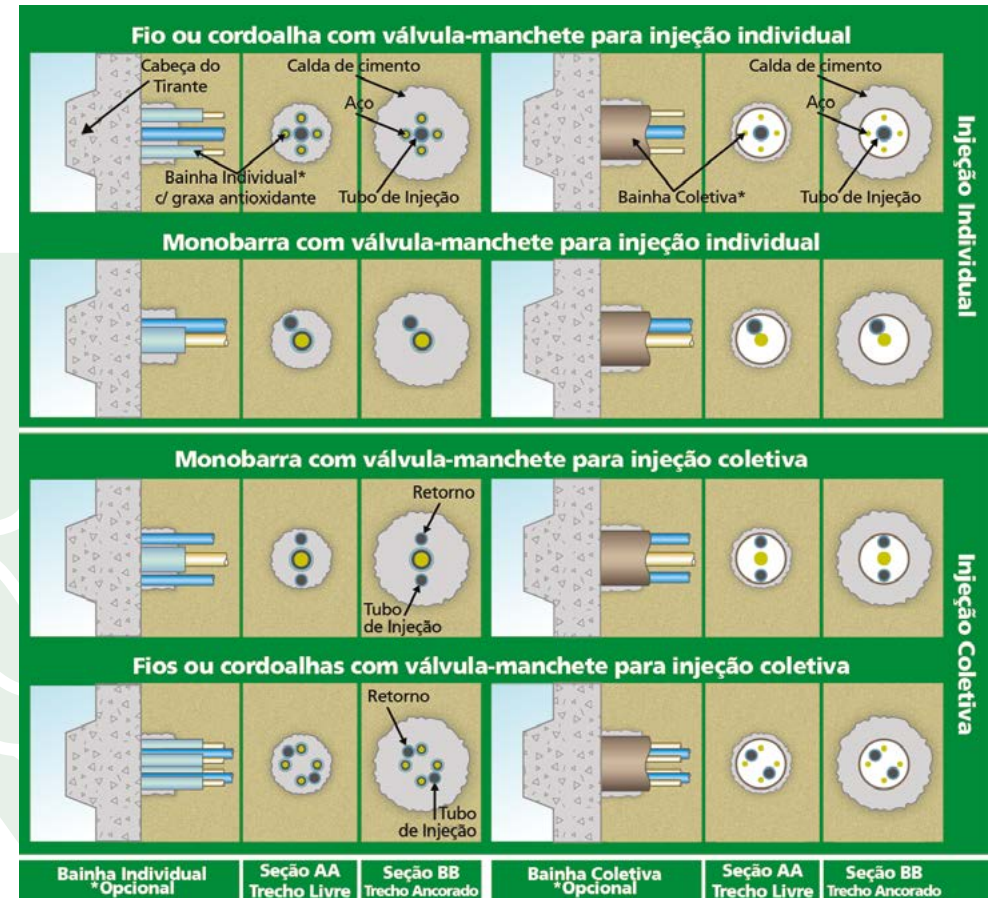 Fio ou cordoalha com válvula-manchete para injeção individual
Cabeça do
Tirante
Calda de cimento
Aço
Bainha Individual*
c/ graxa antioxidante
Tubo de Injeção
Calda de cimento
Aço
Bainha Coletiva*
Tubo de Injeção
Injeção Individual
Monobarra com válvula-manchete para injeção individual
Monobarra com válvula-manchete para injeção coletiva
Retorno
Tubo
de Injeção
Injeção Coletiva
Fios ou cordoalhas com válvula-manchete para injeção coletiva
Retorno
Tubo
de Injeção
Bainha Individual
*Opcional
Seção AA
Trecho Livre
Seção BB
Trecho Ancorado
Bainha Coletiva
*Opcional
Seção AA
Trecho Livre
Seção BB
Trecho Ancorado